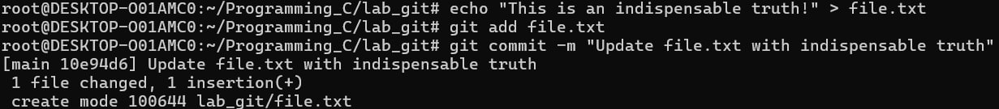 root@DESKTOP-O01AMC0:~/Programming_C/lab_git# echo "This is an indispensable truth!" > file.txt
root@DESKTOP-O01AMC0:~/Programming_C/lab_git# git add file.txt
root@DESKTOP-O01AMC0:~/Programming_C/lab_git# git commit -m "Update file.txt with indispensable truth"
[main 10e94d6] Update file.txt with indispensable truth
 1 file changed, 1 insertion(+)
 create mode 100644 lab_git/file.txt